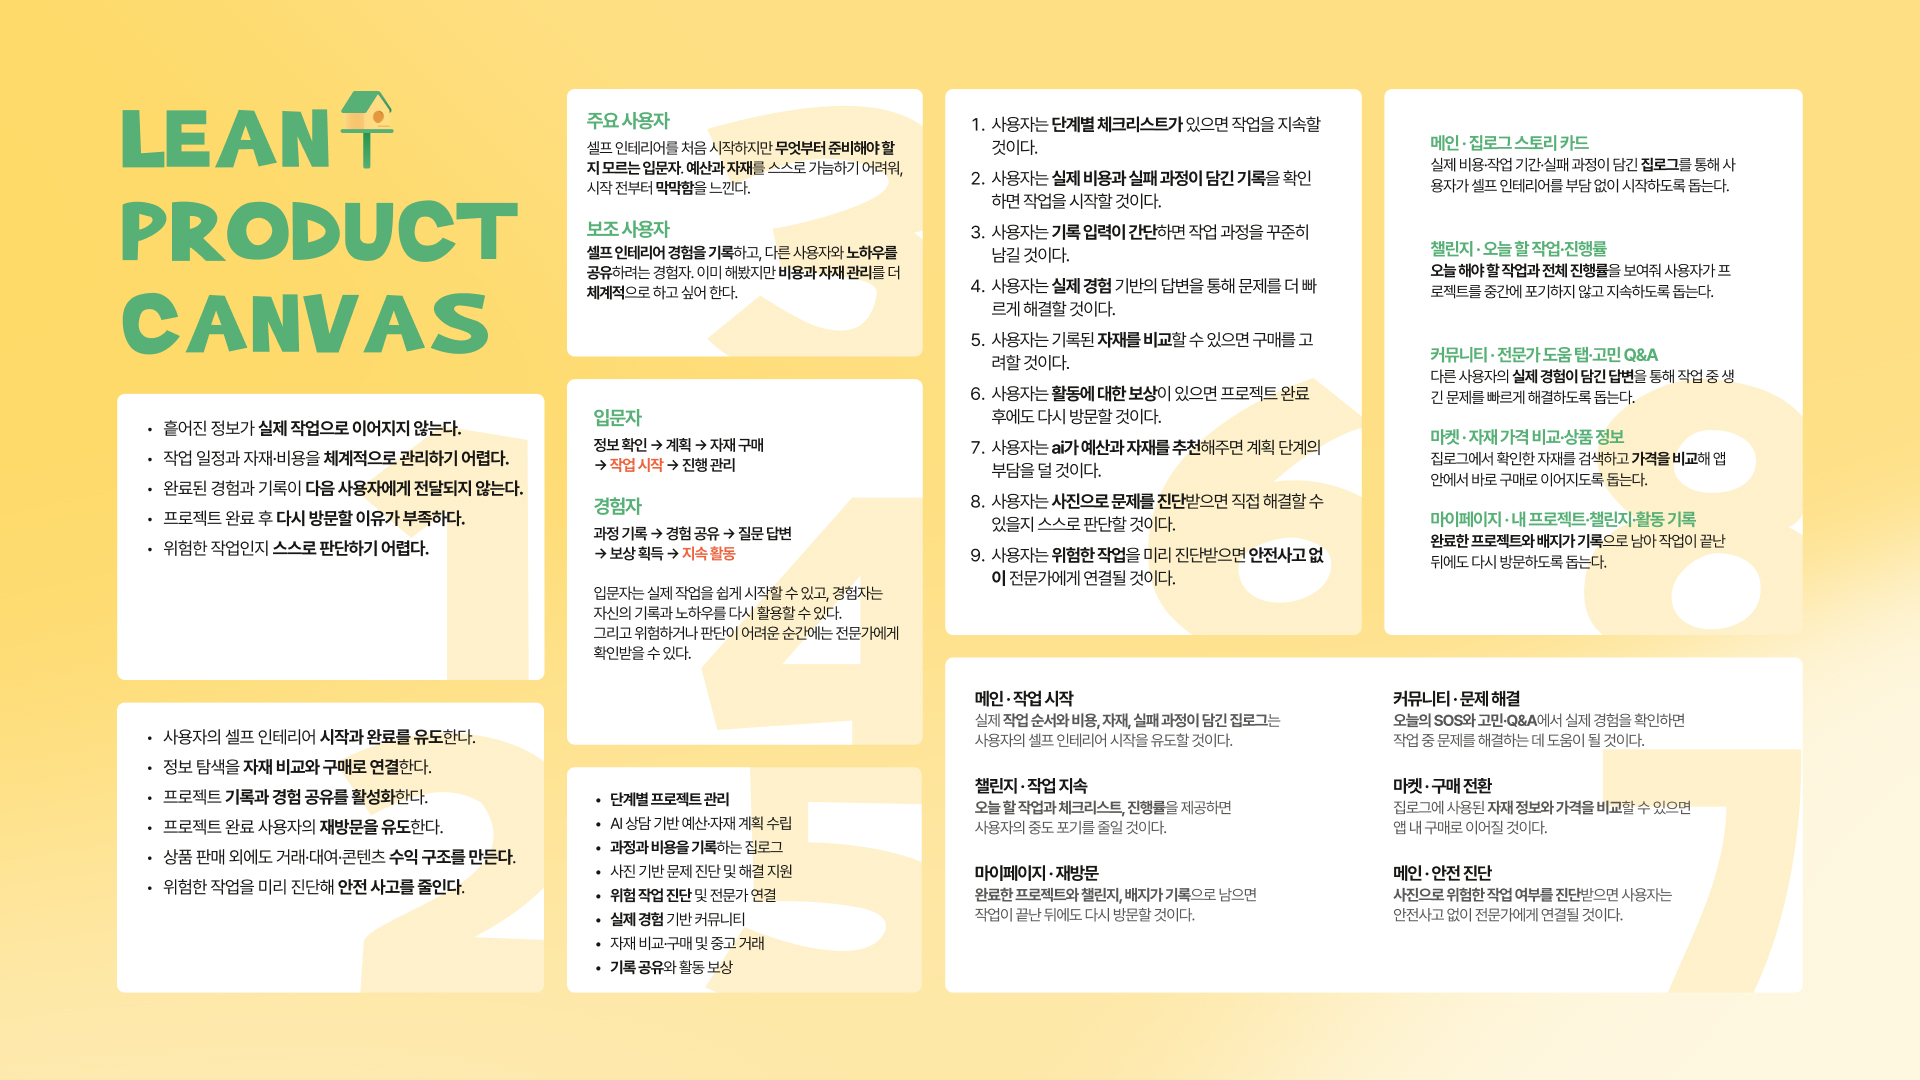 LEAN
PRODUCT
CANVAS
1
• 흩어진 정보가 실제 작업으로 이어지지 않는다.
• 작업 일정과 자재·비용을 체계적으로 관리하기 어렵다.
• 완료된 경험과 기록이 다음 사용자에게 전달되지 않는다.
• 프로젝트 완료 후 다시 방문할 이유가 부족하다.
• 위험한 작업인지 스스로 판단하기 어렵다.
2
• 사용자의 셀프 인테리어 시작과 완료를 유도한다.
• 정보 탐색을 자재 비교와 구매로 연결한다.
• 프로젝트 기록과 경험 공유를 활성화한다.
• 프로젝트 완료 사용자의 재방문을 유도한다.
• 상품 판매 외에도 거래·대여·콘텐츠 수익 구조를 만든다.
• 위험한 작업을 미리 진단해 안전 사고를 줄인다.
3
주요 사용자
셀프 인테리어를 처음 시작하지만 무엇부터 준비해야 할
지 모르는 입문자. 예산과 자재를 스스로 가늠하기 어려워,
시작 전부터 막막함을 느낀다.
보조 사용자
셀프 인테리어 경험을 기록하고, 다른 사용자와 노하우를
공유하려는 경험자. 이미 해봤지만 비용과 자재 관리를 더
체계적으로 하고 싶어 한다.
4
입문자
정보 확인 → 계획 → 자재 구매
→ 작업 시작 → 진행 관리
경험자
과정 기록 → 경험 공유 → 질문 답변
→ 보상 획득 → 지속 활동
입문자는 실제 작업을 쉽게 시작할 수 있고, 경험자는
자신의 기록과 노하우를 다시 활용할 수 있다.
그리고 위험하거나 판단이 어려운 순간에는 전문가에게
확인받을 수 있다.
5
• 단계별 프로젝트 관리
• AI 상담 기반 예산·자재 계획 수립
• 과정과 비용을 기록하는 집로그
• 사진 기반 문제 진단 및 해결 지원
• 위험 작업 진단 및 전문가 연결
• 실제 경험 기반 커뮤니티
• 자재 비교·구매 및 중고 거래
• 기록 공유와 활동 보상
6
1. 사용자는 단계별 체크리스트가 있으면 작업을 지속할
것이다.
2. 사용자는 실제 비용과 실패 과정이 담긴 기록을 확인
하면 작업을 시작할 것이다.
3. 사용자는 기록 입력이 간단하면 작업 과정을 꾸준히
남길 것이다.
4. 사용자는 실제 경험 기반의 답변을 통해 문제를 더 빠
르게 해결할 것이다.
5. 사용자는 기록된 자재를 비교할 수 있으면 구매를 고
려할 것이다.
6. 사용자는 활동에 대한 보상이 있으면 프로젝트 완료
후에도 다시 방문할 것이다.
7. 사용자는 ai가 예산과 자재를 추천해주면 계획 단계의
부담을 덜 것이다.
8. 사용자는 사진으로 문제를 진단받으면 직접 해결할 수
있을지 스스로 판단할 것이다.
9. 사용자는 위험한 작업을 미리 진단받으면 안전사고 없
이 전문가에게 연결될 것이다.
7
메인 · 작업 시작
실제 작업 순서와 비용, 자재, 실패 과정이 담긴 집로그는
사용자의 셀프 인테리어 시작을 유도할 것이다.
챌린지 · 작업 지속
오늘 할 작업과 체크리스트, 진행률을 제공하면
사용자의 중도 포기를 줄일 것이다.
마이페이지 · 재방문
완료한 프로젝트와 챌린지, 배지가 기록으로 남으면
작업이 끝난 뒤에도 다시 방문할 것이다.
커뮤니티 · 문제 해결
오늘의 SOS와 고민·Q&A에서 실제 경험을 확인하면
작업 중 문제를 해결하는 데 도움이 될 것이다.
마켓 · 구매 전환
집로그에 사용된 자재 정보와 가격을 비교할 수 있으면
앱 내 구매로 이어질 것이다.
메인 · 안전 진단
사진으로 위험한 작업 여부를 진단받으면 사용자는
안전사고 없이 전문가에게 연결될 것이다.
8
메인 · 집로그 스토리 카드
실제 비용·작업 기간·실패 과정이 담긴 집로그를 통해 사
용자가 셀프 인테리어를 부담 없이 시작하도록 돕는다.
챌린지 · 오늘 할 작업·진행률
오늘 해야 할 작업과 전체 진행률을 보여줘 사용자가 프
로젝트를 중간에 포기하지 않고 지속하도록 돕는다.
커뮤니티 · 전문가 도움 탭·고민 Q&A
다른 사용자의 실제 경험이 담긴 답변을 통해 작업 중 생
긴 문제를 빠르게 해결하도록 돕는다.
마켓 · 자재 가격 비교·상품 정보
집로그에서 확인한 자재를 검색하고 가격을 비교해 앱
안에서 바로 구매로 이어지도록 돕는다.
마이페이지 · 내 프로젝트·챌린지·활동 기록
완료한 프로젝트와 배지가 기록으로 남아 작업이 끝난
뒤에도 다시 방문하도록 돕는다.